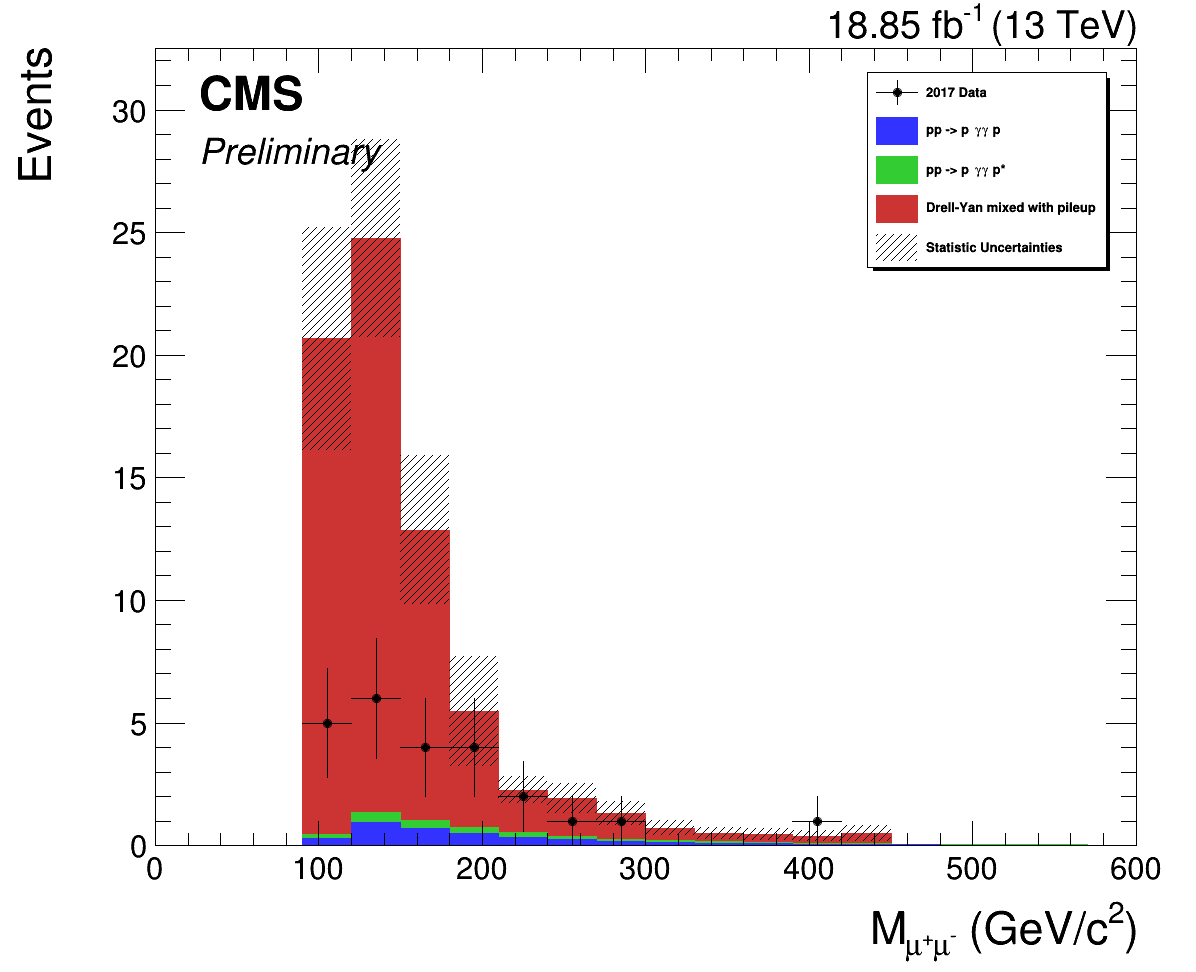 18.85 fb⁻¹ (13 TeV)
Events
CMS
Preliminary
2017 Data
pp -> p γγ p
pp -> p γγ p*
Drell-Yan mixed with pileup
Statistic Uncertainties
30
25
20
15
10
5
0
0 100 200 300 400 500 600
M μ⁺μ⁻ (GeV/c²)